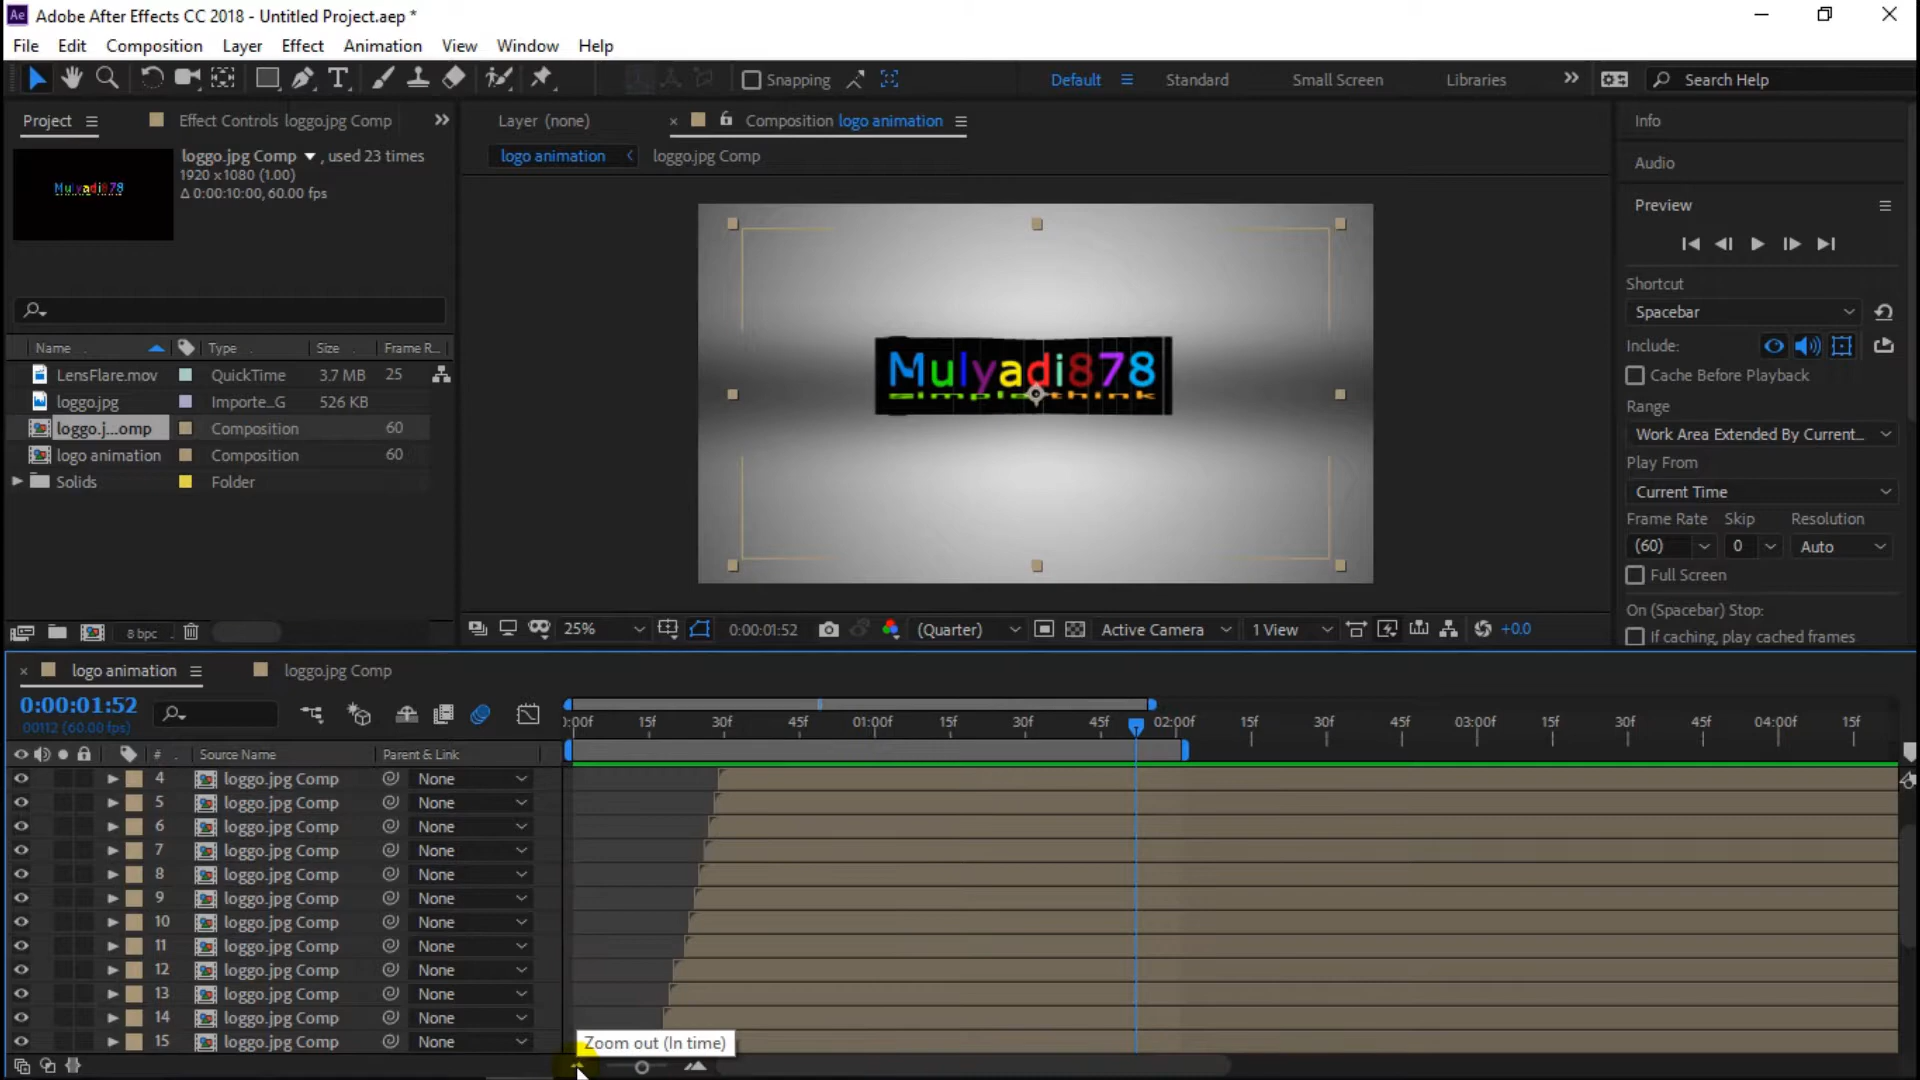 Ae Adobe After Effects CC 2018 - Untitled Project.aep *
File Edit Composition Layer Effect Animation View Window Help
Snapping Default Standard Small Screen Libraries Search Help
Project Effect Controls loggo.jpg Comp
loggo.jpg Comp , used 23 times
1920 x 1080 (1.00)
Δ 0:00:10:00, 60.00 fps
Mulyadi878
Name Type Size Frame R...
LensFlare.mov QuickTime 3.7 MB 25
loggo.jpg Importe...G 526 KB
loggo.j...omp Composition 60
logo animation Composition 60
Solids Folder
8 bpc
Layer (none) Composition logo animation
logo animation loggo.jpg Comp
Mulyadi878
simple think
25% 0:00:01:52 (Quarter) Active Camera 1 View +0.0
Info
Audio
Preview
Shortcut
Spacebar
Include:
Cache Before Playback
Range
Work Area Extended By Current...
Play From
Current Time
Frame Rate Skip Resolution
(60) 0 Auto
Full Screen
On (Spacebar) Stop:
If caching, play cached frames
logo animation loggo.jpg Comp
0:00:01:52
00112 (60.00 fps)
):00f 15f 30f 45f 01:00f 15f 30f 45f 02:00f 15f 30f 45f 03:00f 15f 30f 45f 04:00f 15f
# Source Name Parent & Link
4 loggo.jpg Comp None
5 loggo.jpg Comp None
6 loggo.jpg Comp None
7 loggo.jpg Comp None
8 loggo.jpg Comp None
9 loggo.jpg Comp None
10 loggo.jpg Comp None
11 loggo.jpg Comp None
12 loggo.jpg Comp None
13 loggo.jpg Comp None
14 loggo.jpg Comp None
15 loggo.jpg Comp None
Zoom out (In time)